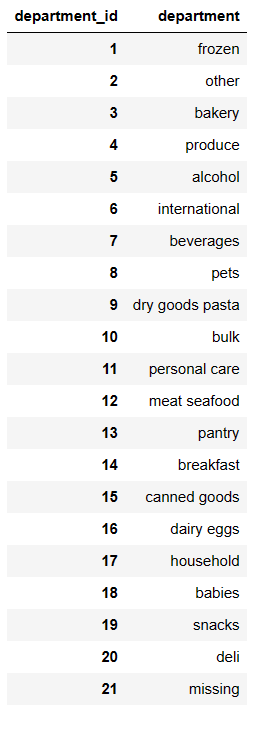 department_id department
1 frozen
2 other
3 bakery
4 produce
5 alcohol
6 international
7 beverages
8 pets
9 dry goods pasta
10 bulk
11 personal care
12 meat seafood
13 pantry
14 breakfast
15 canned goods
16 dairy eggs
17 household
18 babies
19 snacks
20 deli
21 missing